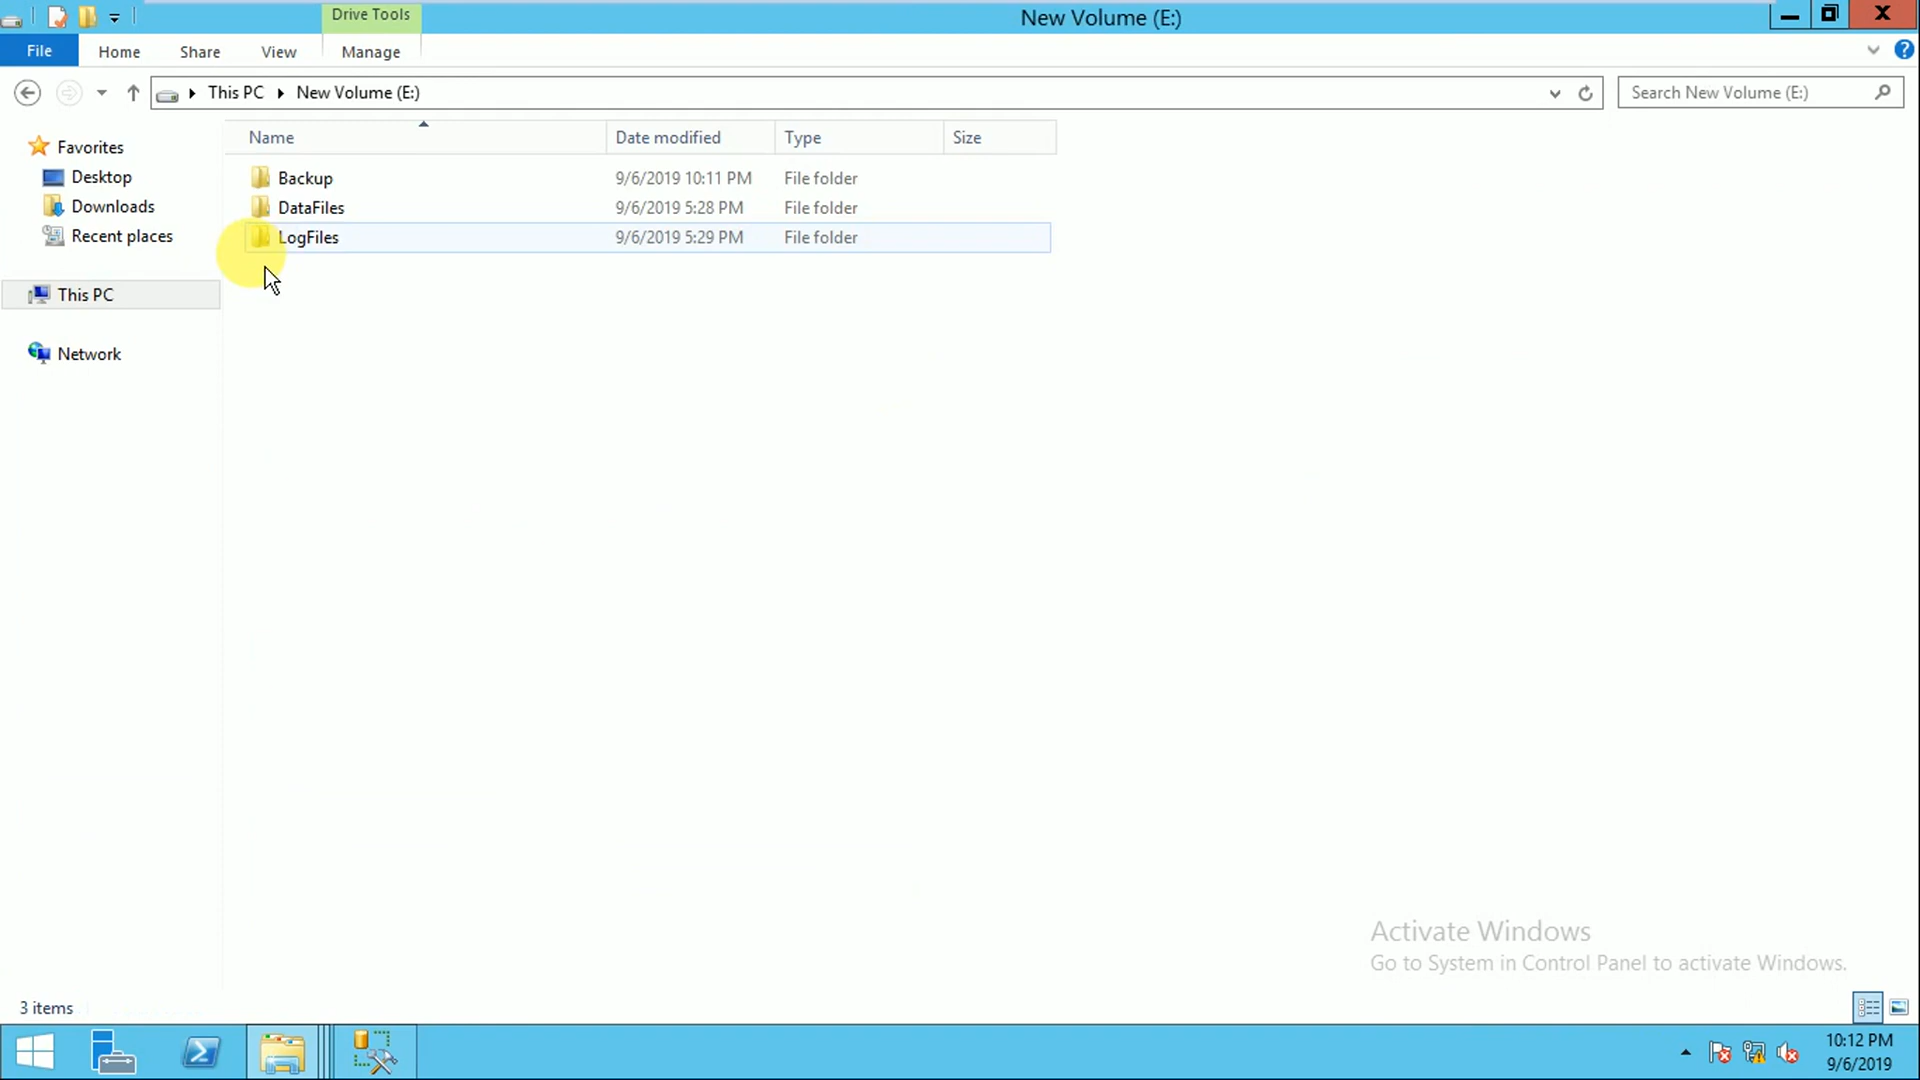 Drive Tools
New Volume (E:)
File Home Share View Manage
This PC New Volume (E:)
Search New Volume (E:)
Name Date modified Type Size
Favorites
Desktop
Downloads
Recent places
This PC
Network
Backup 9/6/2019 10:11 PM File folder
DataFiles 9/6/2019 5:28 PM File folder
LogFiles 9/6/2019 5:29 PM File folder
Activate Windows
Go to System in Control Panel to activate Windows.
3 items
10:12 PM
9/6/2019